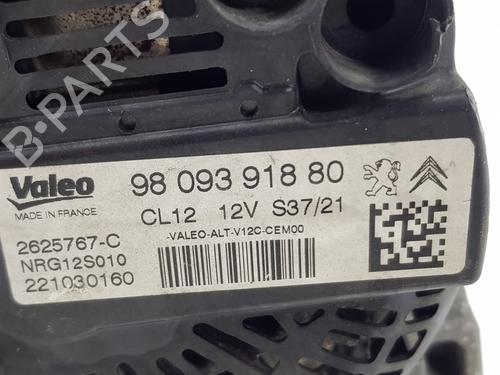 B-PARTS
Valeo
MADE IN FRANCE
98 093 918 80
CL12 12V S37/21
-VALEO-ALT-V12C-CEM00
2625767-C
NRG12S010
221030160